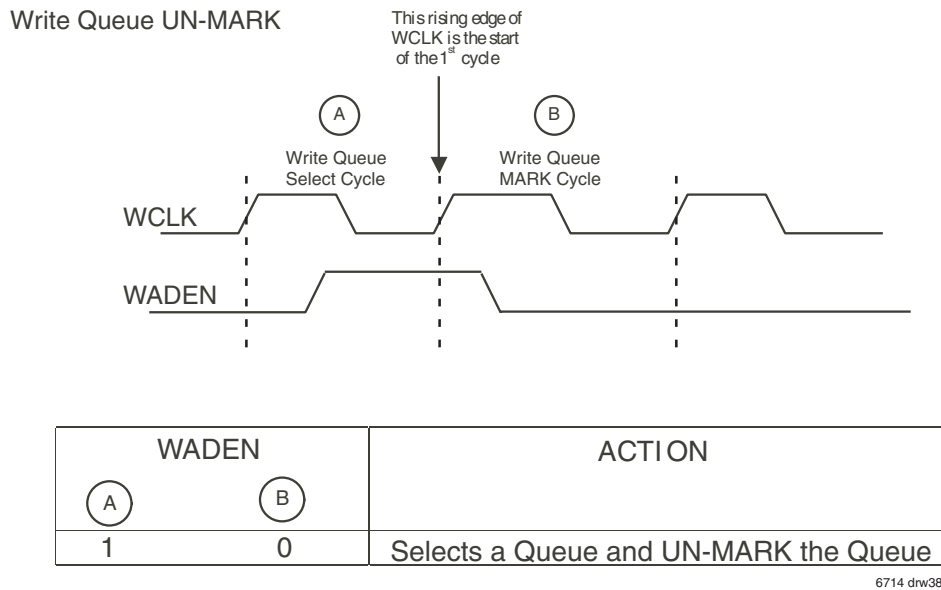 Write Queue UN-MARK
This rising edge of
WCLK is the start
of the 1st cycle
A
B
Write Queue
Select Cycle
Write Queue
MARK Cycle
WCLK
WADEN
WADEN
ACTION
A
B
1
0
Selects a Queue and UN-MARK the Queue
6714 drw38